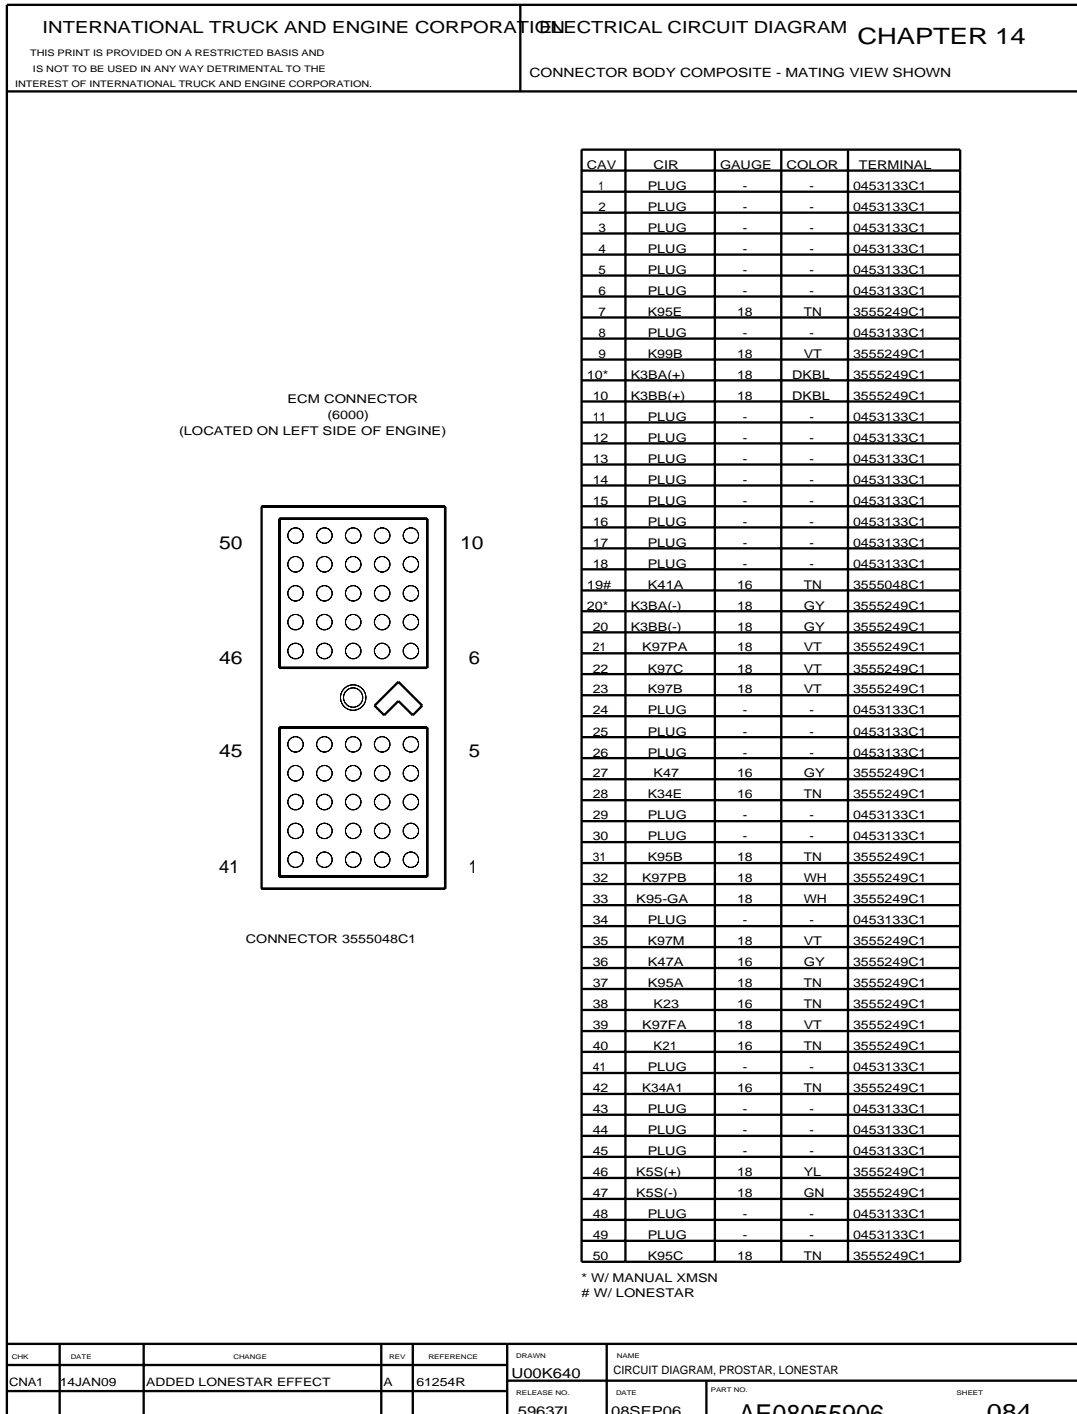 INTERNATIONAL TRUCK AND ENGINE CORPORATION
THIS PRINT IS PROVIDED ON A RESTRICTED BASIS AND
IS NOT TO BE USED IN ANY WAY DETRIMENTAL TO THE
INTEREST OF INTERNATIONAL TRUCK AND ENGINE CORPORATION.
ELECTRICAL CIRCUIT DIAGRAM CHAPTER 14
CONNECTOR BODY COMPOSITE - MATING VIEW SHOWN
ECM CONNECTOR
(6000)
(LOCATED ON LEFT SIDE OF ENGINE)
50 10
46 6
45 5
41 1
CONNECTOR 3555048C1
CAV CIR GAUGE COLOR TERMINAL
1 PLUG - - 0453133C1
2 PLUG - - 0453133C1
3 PLUG - - 0453133C1
4 PLUG - - 0453133C1
5 PLUG - - 0453133C1
6 PLUG - - 0453133C1
7 K95E 18 TN 3555249C1
8 PLUG - - 0453133C1
9 K99B 18 VT 3555249C1
10* K3BA(+) 18 DKBL 3555249C1
10 K3BB(+) 18 DKBL 3555249C1
11 PLUG - - 0453133C1
12 PLUG - - 0453133C1
13 PLUG - - 0453133C1
14 PLUG - - 0453133C1
15 PLUG - - 0453133C1
16 PLUG - - 0453133C1
17 PLUG - - 0453133C1
18 PLUG - - 0453133C1
19# K41A 16 TN 3555048C1
20* K3BA(-) 18 GY 3555249C1
20 K3BB(-) 18 GY 3555249C1
21 K97PA 18 VT 3555249C1
22 K97C 18 VT 3555249C1
23 K97B 18 VT 3555249C1
24 PLUG - - 0453133C1
25 PLUG - - 0453133C1
26 PLUG - - 0453133C1
27 K47 16 GY 3555249C1
28 K34E 16 TN 3555249C1
29 PLUG - - 0453133C1
30 PLUG - - 0453133C1
31 K95B 18 TN 3555249C1
32 K97PB 18 WH 3555249C1
33 K95-GA 18 WH 3555249C1
34 PLUG - - 0453133C1
35 K97M 18 VT 3555249C1
36 K47A 16 GY 3555249C1
37 K95A 18 TN 3555249C1
38 K23 16 TN 3555249C1
39 K97FA 18 VT 3555249C1
40 K21 16 TN 3555249C1
41 PLUG - - 0453133C1
42 K34A1 16 TN 3555249C1
43 PLUG - - 0453133C1
44 PLUG - - 0453133C1
45 PLUG - - 0453133C1
46 K5S(+) 18 YL 3555249C1
47 K5S(-) 18 GN 3555249C1
48 PLUG - - 0453133C1
49 PLUG - - 0453133C1
50 K95C 18 TN 3555249C1
* W/ MANUAL XMSN
# W/ LONESTAR
CHK DATE CHANGE REV REFERENCE
CNA1 14JAN09 ADDED LONESTAR EFFECT A 61254R
DRAWN
U00K640
NAME
CIRCUIT DIAGRAM, PROSTAR, LONESTAR
RELEASE NO. DATE PART NO. SHEET
59637L 08SEP06 AE08055906 084